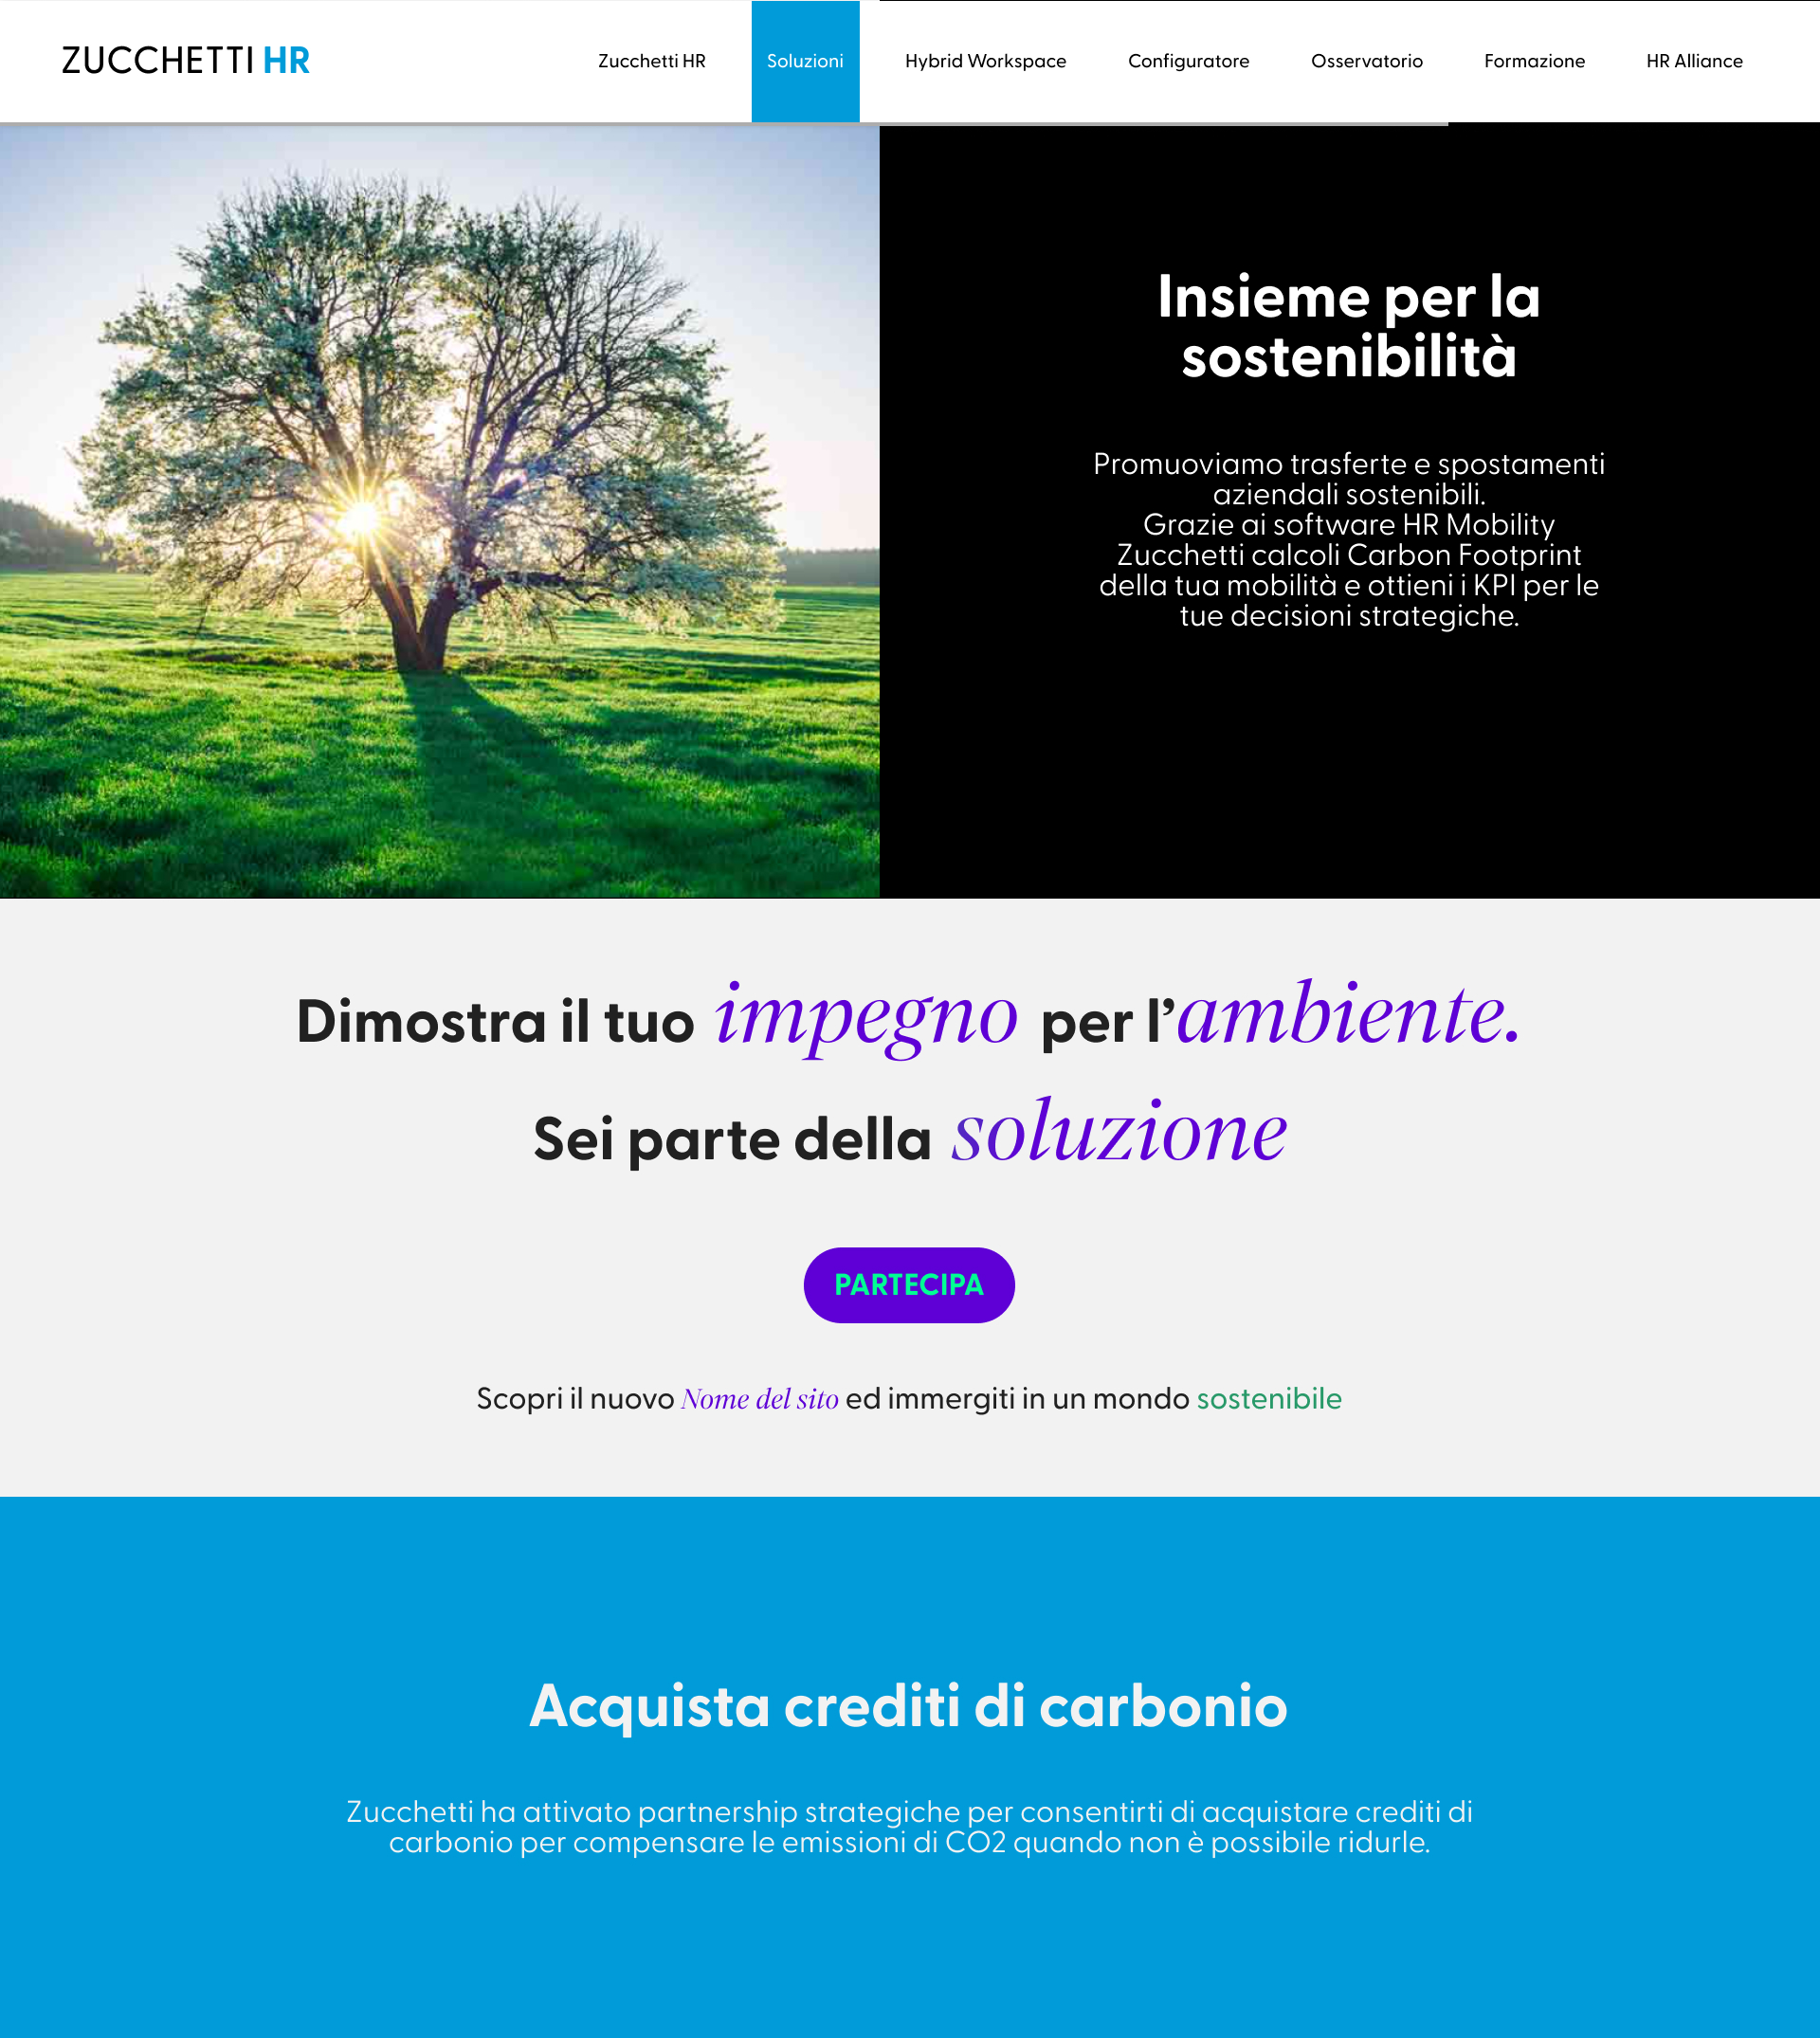 ZUCCHETTI HR
Zucchetti HR
Soluzioni
Hybrid Workspace
Configuratore
Osservatorio
Formazione
HR Alliance
Insieme per la
sostenibilità
Promuoviamo trasferte e spostamenti
aziendali sostenibili.
Grazie ai software HR Mobility
Zucchetti calcoli Carbon Footprint
della tua mobilità e ottieni i KPI per le
tue decisioni strategiche.
Dimostra il tuo impegno per l’ambiente.
Sei parte della soluzione
PARTECIPA
Scopri il nuovo Nome del sito ed immergiti in un mondo sostenibile
Acquista crediti di carbonio
Zucchetti ha attivato partnership strategiche per consentirti di acquistare crediti di
carbonio per compensare le emissioni di CO2 quando non è possibile ridurle.